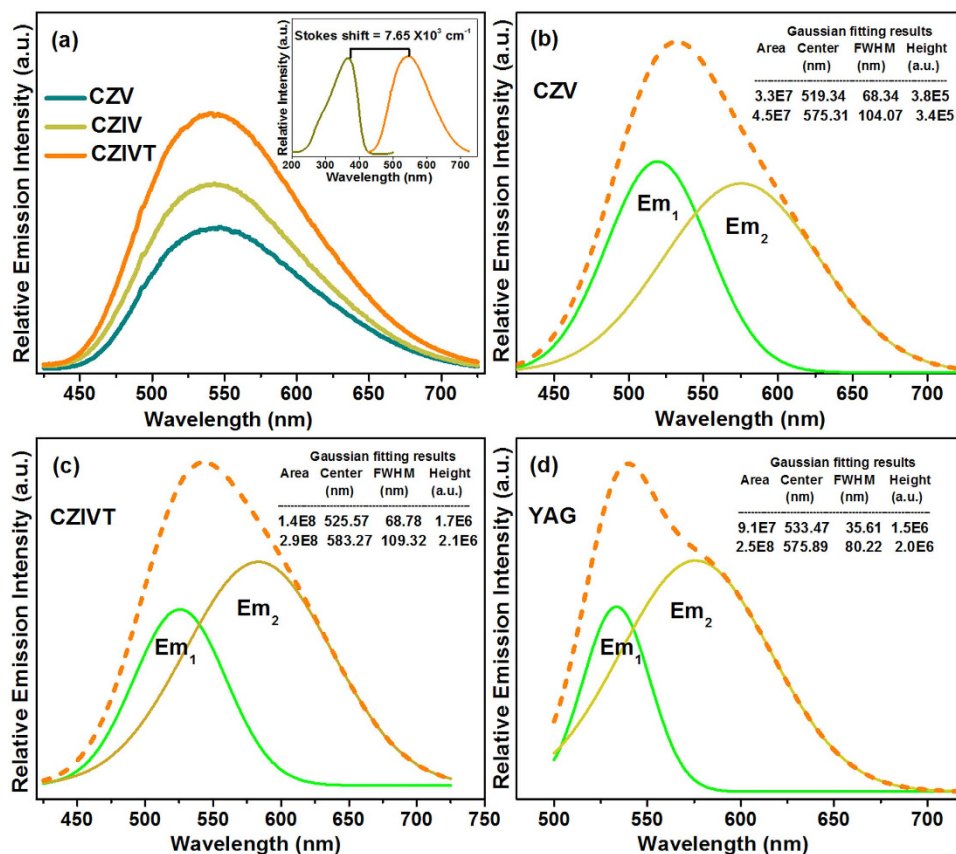 (a)
Stokes shift = 7.65 X10³ cm⁻¹
CZV
CZIV
CZIVT
Relative Intensity (a.u.)
Relative Intensity (a.u.)
200 300 400 500 600 700
Wavelength (nm)
Relative Emission Intensity (a.u.)
450 500 550 600 650 700
Wavelength (nm)
(b)
CZV
Gaussian fitting results
Area Center FWHM Height
(nm) (nm) (a.u.)
3.3E7 519.34 68.34 3.8E5
4.5E7 575.31 104.07 3.4E5
Em₁
Em₂
Relative Emission Intensity (a.u.)
450 500 550 600 650 700
Wavelength (nm)
(c)
CZIVT
Gaussian fitting results
Area Center FWHM Height
(nm) (nm) (a.u.)
1.4E8 525.57 68.78 1.7E6
2.9E8 583.27 109.32 2.1E6
Em₁
Em₂
Relative Emission Intensity (a.u.)
450 500 550 600 650 700 750
Wavelength (nm)
(d)
YAG
Gaussian fitting results
Area Center FWHM Height
(nm) (nm) (a.u.)
9.1E7 533.47 35.61 1.5E6
2.5E8 575.89 80.22 2.0E6
Em₁
Em₂
Relative Emission Intensity (a.u.)
500 550 600 650 700
Wavelength (nm)